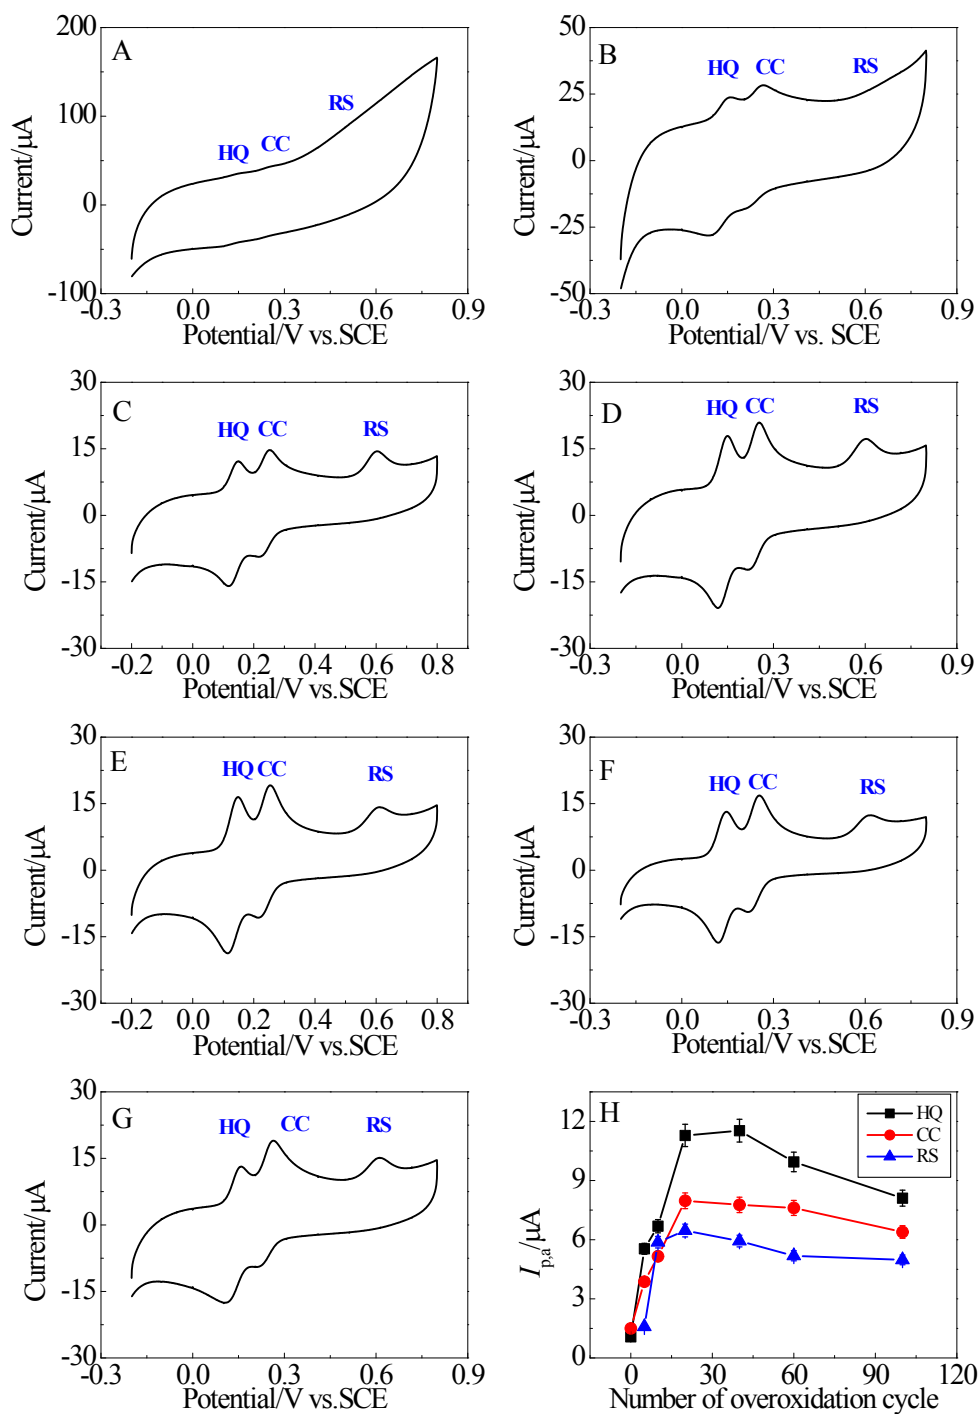 A
HQ CC RS
200
100
0
-100
-0.3 0.0 0.3 0.6 0.9
Current/μA
Potential/V vs.SCE
B
HQ CC RS
50
25
0
-25
-50
-0.3 0.0 0.3 0.6 0.9
Current/μA
Potential/V vs. SCE
C
HQ CC RS
30
15
0
-15
-30
-0.2 0.0 0.2 0.4 0.6 0.8
Current/μA
Potential/V vs.SCE
D
HQ CC RS
30
15
0
-15
-30
-0.3 0.0 0.3 0.6 0.9
Current/μA
Potential/V vs.SCE
E
HQ CC RS
30
15
0
-15
-30
-0.2 0.0 0.2 0.4 0.6 0.8
Current/μA
Potential/V vs.SCE
F
HQ CC RS
30
15
0
-15
-30
-0.3 0.0 0.3 0.6 0.9
Current/μA
Potential/V vs.SCE
G
HQ CC RS
30
15
0
-15
-30
-0.2 0.0 0.2 0.4 0.6 0.8
Current/μA
Potential/V vs.SCE
H
HQ
CC
RS
12
9
6
3
0
0 30 60 90 120
Ip,a/μA
Number of overoxidation cycle